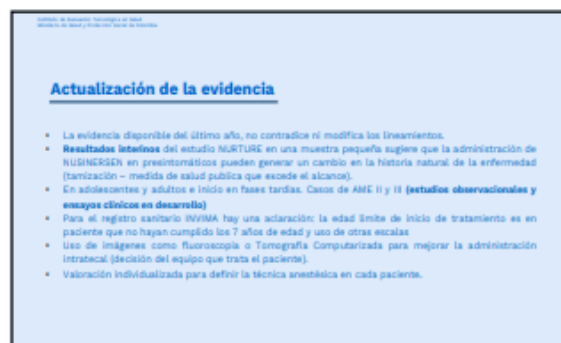 Instituto de Evaluación Tecnológica en Salud
Ministerio de Salud y Protección Social de Colombia
Actualización de la evidencia
• La evidencia disponible del último año, no contradice ni modifica los lineamientos.
• Resultados interinos del estudio NURTURE en una muestra pequeña sugiere que la administración de
NUSINERSEN en presintomáticos pueden generar un cambio en la historia natural de la enfermedad
(tamización – medida de salud publica que excede el alcance).
• En adolescentes y adultos e inicio en fases tardías. Casos de AME II y III (estudios observacionales y
ensayos clínicos en desarrollo)
• Para el registro sanitario INVIMA hay una aclaración: la edad límite de inicio de tratamiento es en
paciente que no hayan cumplido los 7 años de edad y uso de otras escalas
• Uso de imágenes como fluoroscopia o Tomografía Computarizada para mejorar la administración
intratecal (decisión del equipo que trata el paciente).
• Valoración individualizada para definir la técnica anestésica en cada paciente.